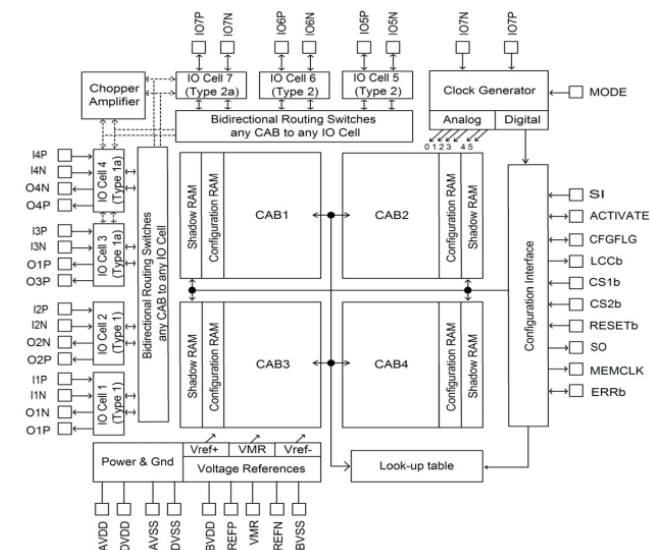 IO7P
IO7N
IO6P
IO6N
IO5P
IO5N
IO7N
IO7P
Chopper
Amplifier
IO Cell 7
(Type 2a)
IO Cell 6
(Type 2)
IO Cell 5
(Type 2)
Clock Generator
Analog
Digital
MODE
Bidirectional Routing Switches
any CAB to any IO Cell
0 1 2 3 4 5
I4P
I4N
O4N
O4P
IO Cell 4
(Type 1a)
I3P
I3N
O1P
O3P
IO Cell 3
(Type 1a)
I2P
I2N
O2N
O2P
IO Cell 2
(Type 1)
I1P
I1N
O1N
O1P
IO Cell 1
(Type 1)
Bidirectional Routing Switches
any CAB to any IO Cell
Shadow RAM
Configuration RAM
CAB1
CAB2
Configuration RAM
Shadow RAM
Shadow RAM
Configuration RAM
CAB3
CAB4
Configuration RAM
Shadow RAM
Configuration Interface
SI
ACTIVATE
CFGFLG
LCCb
CS1b
CS2b
RESETb
SO
MEMCLK
ERRb
Power & Gnd
Vref+
VMR
Vref-
Voltage References
Look-up table
AVDD
DVDD
AVSS
DVSS
BVDD
REFP
VMR
REFN
BVSS